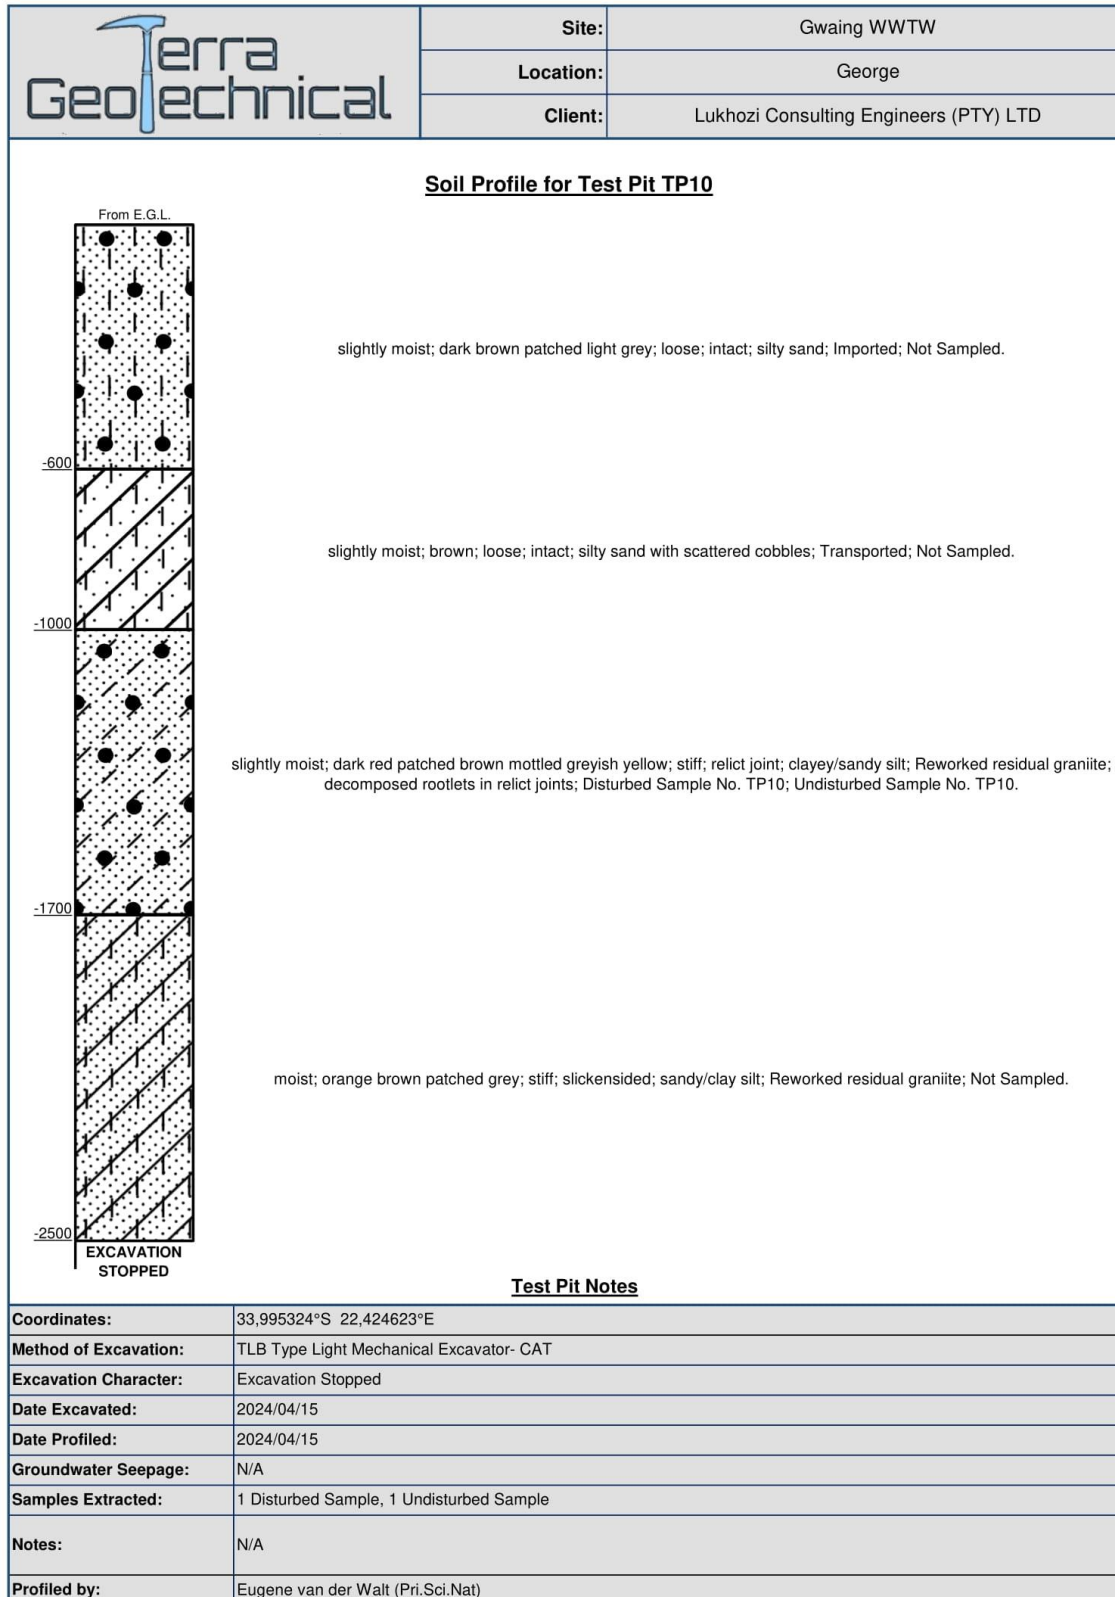 Terra
GeoTechnical
Site: Gwaing WWTW
Location: George
Client: Lukhozi Consulting Engineers (PTY) LTD
Soil Profile for Test Pit TP10
From E.G.L.
slightly moist; dark brown patched light grey; loose; intact; silty sand; Imported; Not Sampled.
-600
slightly moist; brown; loose; intact; silty sand with scattered cobbles; Transported; Not Sampled.
-1000
slightly moist; dark red patched brown mottled greyish yellow; stiff; relict joint; clayey/sandy silt; Reworked residual graniite;
decomposed rootlets in relict joints; Disturbed Sample No. TP10; Undisturbed Sample No. TP10.
-1700
moist; orange brown patched grey; stiff; slickensided; sandy/clay silt; Reworked residual graniite; Not Sampled.
-2500
EXCAVATION
STOPPED
Test Pit Notes
Coordinates: 33,995324°S 22,424623°E
Method of Excavation: TLB Type Light Mechanical Excavator- CAT
Excavation Character: Excavation Stopped
Date Excavated: 2024/04/15
Date Profiled: 2024/04/15
Groundwater Seepage: N/A
Samples Extracted: 1 Disturbed Sample, 1 Undisturbed Sample
Notes: N/A
Profiled by: Eugene van der Walt (Pri.Sci.Nat)